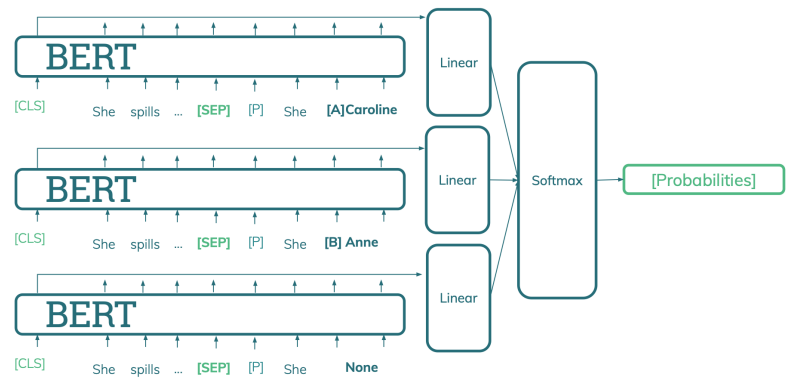 BERT
[CLS] She spills ... [SEP] [P] She [A]Caroline
Linear
BERT
[CLS] She spills ... [SEP] [P] She [B] Anne
Linear
Softmax
[Probabilities]
BERT
[CLS] She spills ... [SEP] [P] She None
Linear